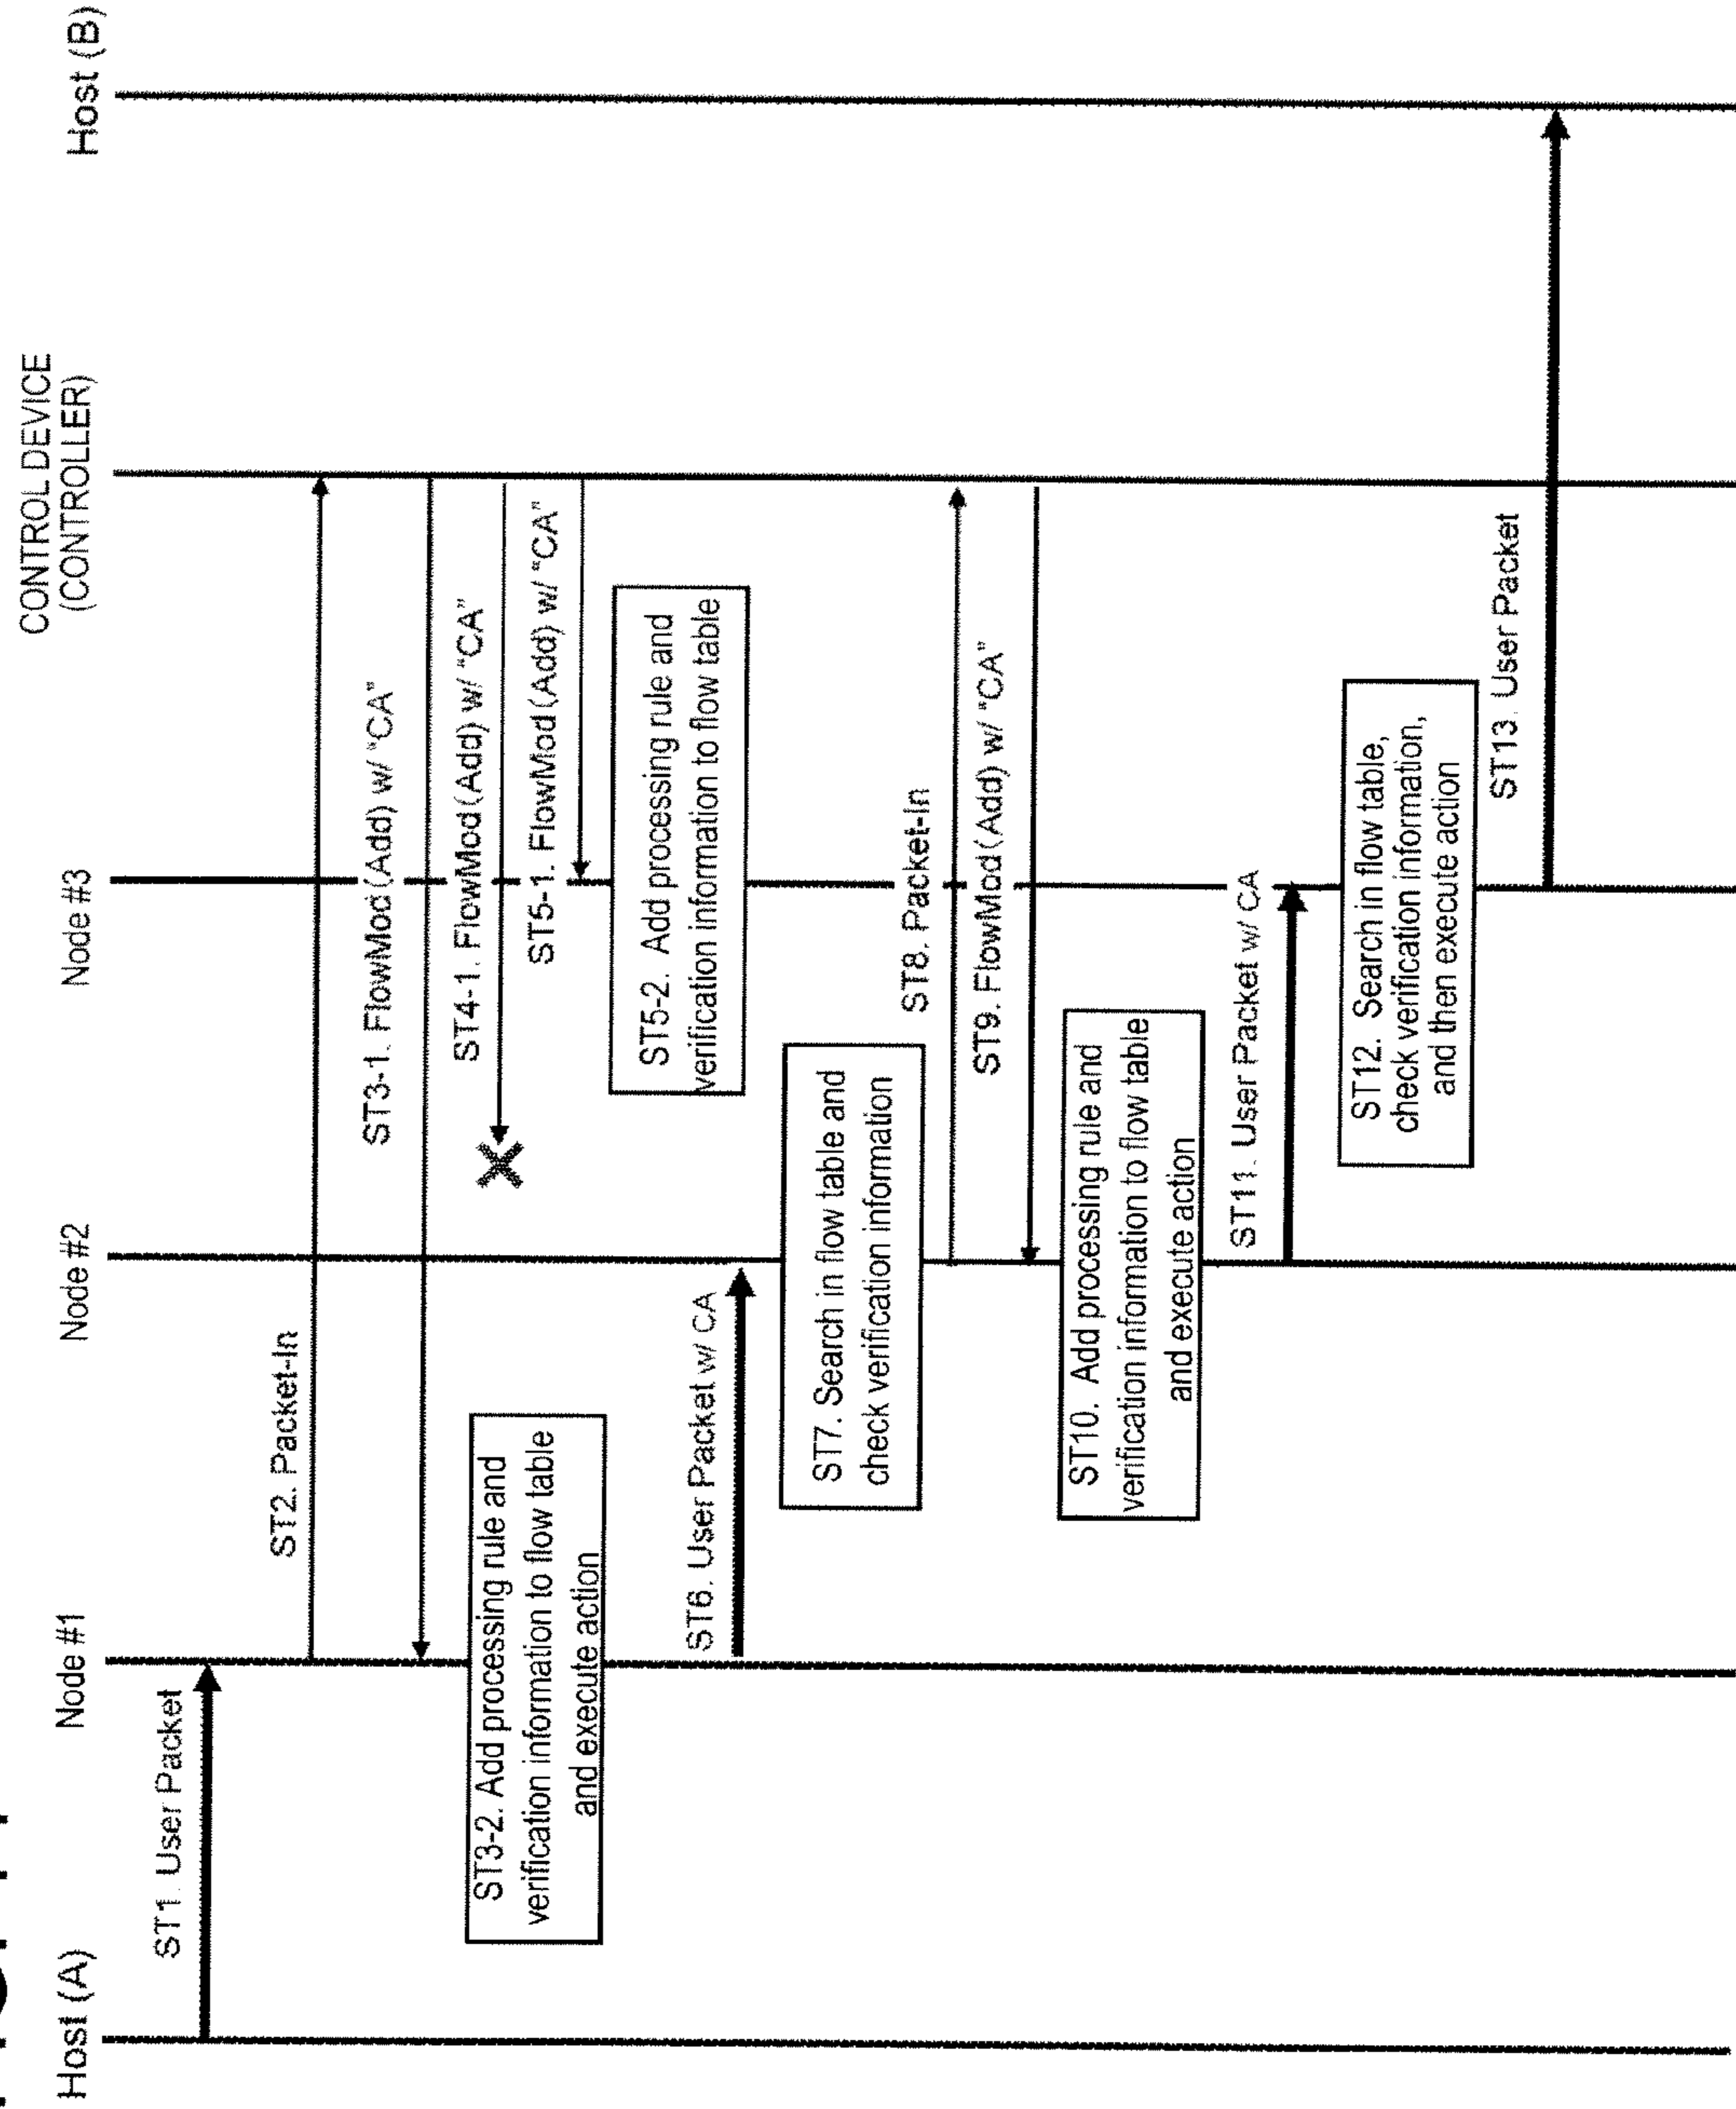 Host (A)
Node #1
Node #2
Node #3
CONTROL DEVICE
(CONTROLLER)
Host (B)
ST1. User Packet
ST2. Packet-In
ST3-1. FlowMod(Add) w/ "CA"
ST3-2. Add processing rule and
verification information to flow table
and execute action
ST4-1. FlowMod(Add) w/ "CA"
ST5-1. FlowMod(Add) w/ "CA"
ST5-2. Add processing rule and
verification information to flow table
ST6. User Packet w/ CA
ST7. Search in flow table and
check verification information
ST8. Packet-In
ST9. FlowMod(Add) w/ "CA"
ST10. Add processing rule and
verification information to flow table
and execute action
ST11. User Packet w/ CA
ST12. Search in flow table,
check verification information,
and then execute action
ST13. User Packet